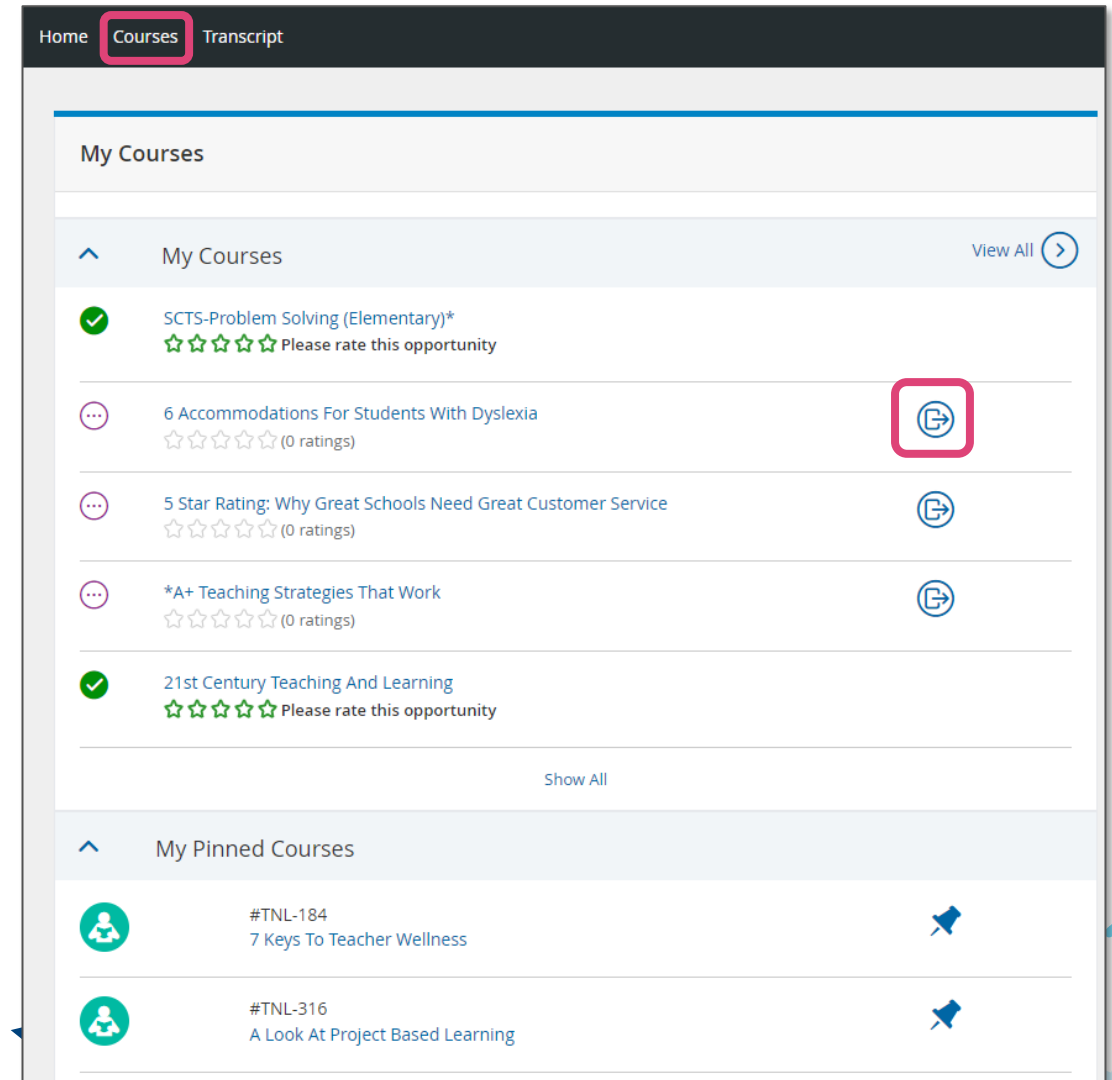 Home Courses Transcript
My Courses
My Courses
View All
SCTS-Problem Solving (Elementary)*
Please rate this opportunity
6 Accommodations For Students With Dyslexia
(0 ratings)
5 Star Rating: Why Great Schools Need Great Customer Service
(0 ratings)
*A+ Teaching Strategies That Work
(0 ratings)
21st Century Teaching And Learning
Please rate this opportunity
Show All
My Pinned Courses
#TNL-184
7 Keys To Teacher Wellness
#TNL-316
A Look At Project Based Learning